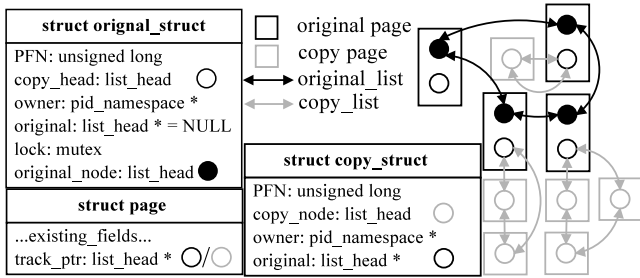 struct orignal_struct
PFN: unsigned long
copy_head: list_head
owner: pid_namespace *
original: list_head * = NULL
lock: mutex
original_node: list_head
struct page
...existing_fields...
track_ptr: list_head * /
original page
copy page
original_list
copy_list
struct copy_struct
PFN: unsigned long
copy_node: list_head
owner: pid_namespace *
original: list_head *